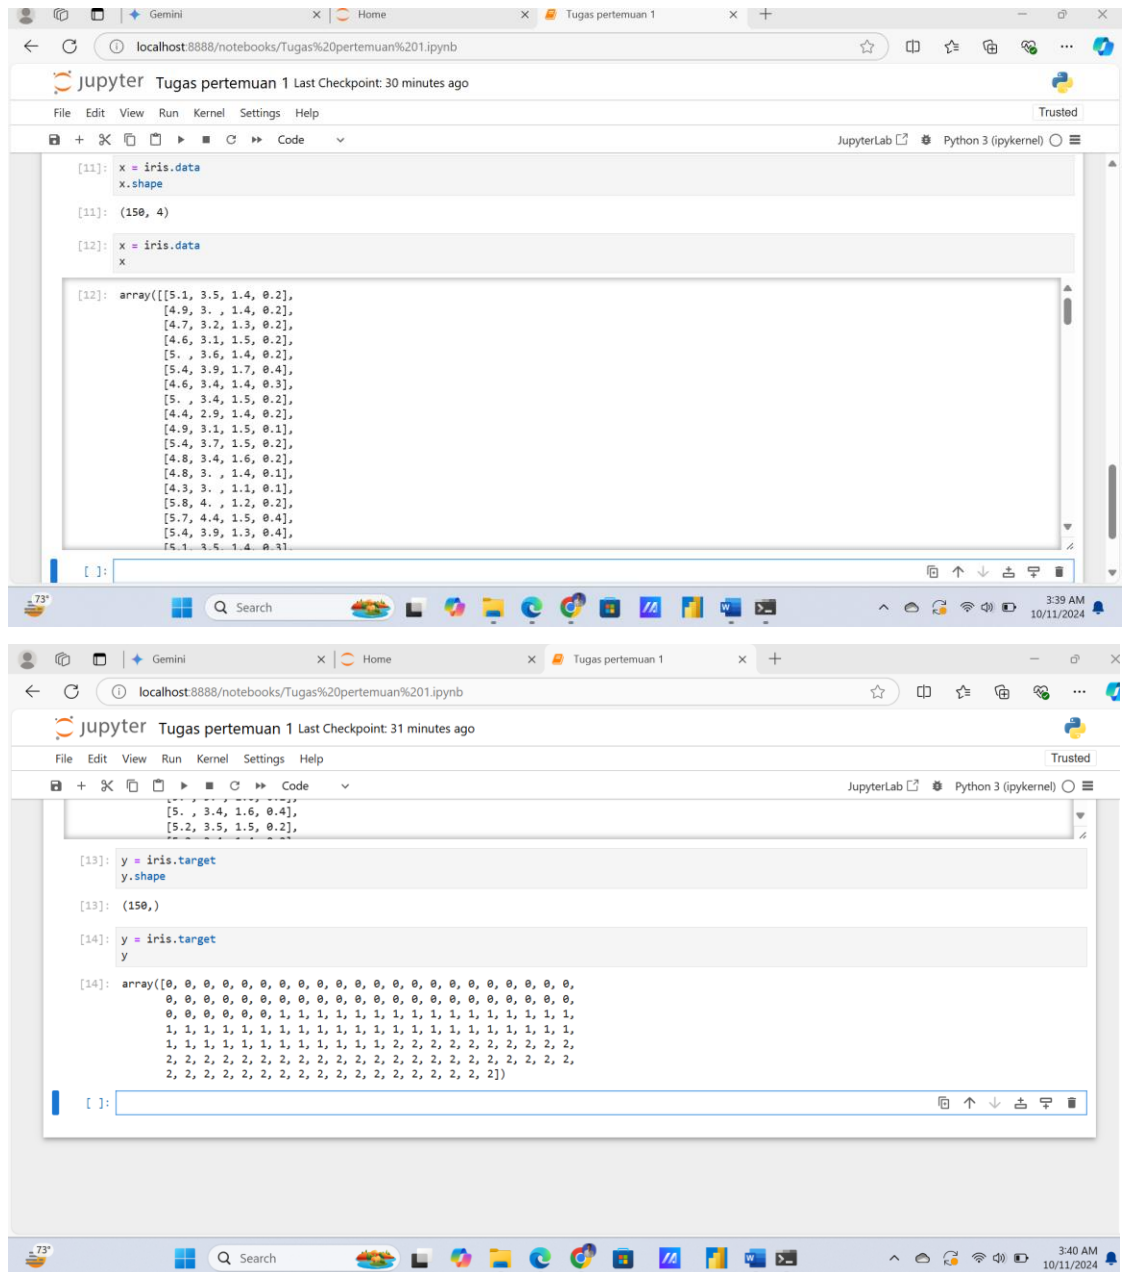 Gemini
Home
Tugas pertemuan 1
localhost:8888/notebooks/Tugas%20pertemuan%201.ipynb
jupyter Tugas pertemuan 1 Last Checkpoint: 30 minutes ago
File Edit View Run Kernel Settings Help
Trusted
Code
JupyterLab
Python 3 (ipykernel)
[11]: x = iris.data
x.shape
[11]: (150, 4)
[12]: x = iris.data
x
[12]: array([[5.1, 3.5, 1.4, 0.2],
[4.9, 3. , 1.4, 0.2],
[4.7, 3.2, 1.3, 0.2],
[4.6, 3.1, 1.5, 0.2],
[5. , 3.6, 1.4, 0.2],
[5.4, 3.9, 1.7, 0.4],
[4.6, 3.4, 1.4, 0.3],
[5. , 3.4, 1.5, 0.2],
[4.4, 2.9, 1.4, 0.2],
[4.9, 3.1, 1.5, 0.1],
[5.4, 3.7, 1.5, 0.2],
[4.8, 3.4, 1.6, 0.2],
[4.8, 3. , 1.4, 0.1],
[4.3, 3. , 1.1, 0.1],
[5.8, 4. , 1.2, 0.2],
[5.7, 4.4, 1.5, 0.4],
[5.4, 3.9, 1.3, 0.4],
[5.1, 3.5, 1.4, 0.3],
[ ]:
73°
Search
3:39 AM
10/11/2024
Gemini
Home
Tugas pertemuan 1
localhost:8888/notebooks/Tugas%20pertemuan%201.ipynb
jupyter Tugas pertemuan 1 Last Checkpoint: 31 minutes ago
File Edit View Run Kernel Settings Help
Trusted
Code
JupyterLab
Python 3 (ipykernel)
[5. , 3.4, 1.6, 0.4],
[5.2, 3.5, 1.5, 0.2],
[13]: y = iris.target
y.shape
[13]: (150,)
[14]: y = iris.target
y
[14]: array([0, 0, 0, 0, 0, 0, 0, 0, 0, 0, 0, 0, 0, 0, 0, 0, 0, 0, 0, 0, 0, 0,
0, 0, 0, 0, 0, 0, 0, 0, 0, 0, 0, 0, 0, 0, 0, 0, 0, 0, 0, 0, 0, 0,
0, 0, 0, 0, 0, 0, 1, 1, 1, 1, 1, 1, 1, 1, 1, 1, 1, 1, 1, 1, 1, 1,
1, 1, 1, 1, 1, 1, 1, 1, 1, 1, 1, 1, 1, 1, 1, 1, 1, 1, 1, 1, 1, 1,
1, 1, 1, 1, 1, 1, 1, 1, 1, 1, 1, 1, 2, 2, 2, 2, 2, 2, 2, 2, 2, 2,
2, 2, 2, 2, 2, 2, 2, 2, 2, 2, 2, 2, 2, 2, 2, 2, 2, 2, 2, 2, 2, 2,
2, 2, 2, 2, 2, 2, 2, 2, 2, 2, 2, 2, 2, 2, 2, 2, 2, 2])
[ ]:
73°
Search
3:40 AM
10/11/2024